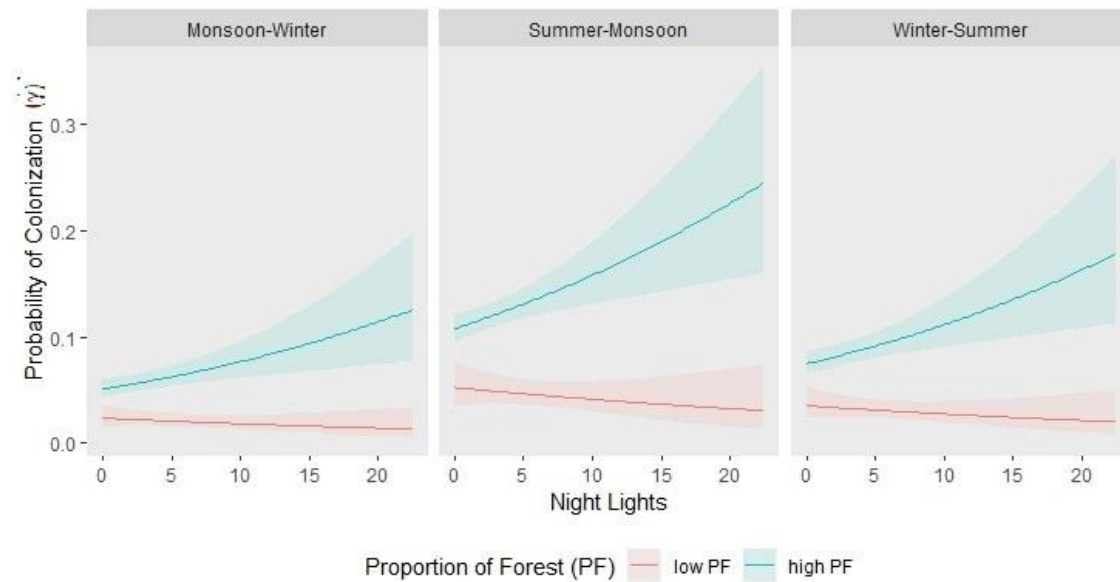 Monsoon-Winter
Summer-Monsoon
Winter-Summer
Probability of Colonization (γ)
0.3
0.2
0.1
0.0
0 5 10 15 20
0 5 10 15 20
0 5 10 15 20
Night Lights
Proportion of Forest (PF) low PF high PF